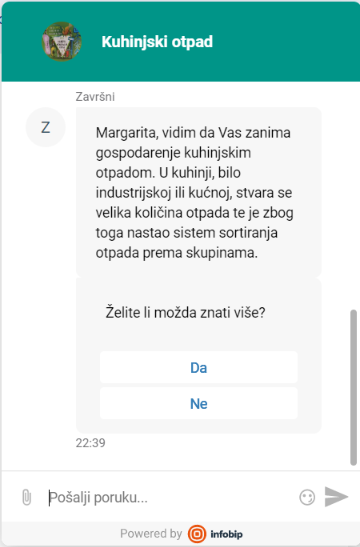 Kuhinjski otpad
Završni
Z
Margarita, vidim da Vas zanima
gospodarenje kuhinjskim
otpadom. U kuhinji, bilo
industrijskoj ili kućnoj, stvara se
velika količina otpada te je zbog
toga nastao sistem sortiranja
otpada prema skupinama.
Želite li možda znati više?
Da
Ne
22:39
Pošalji poruku...
Powered by infobip